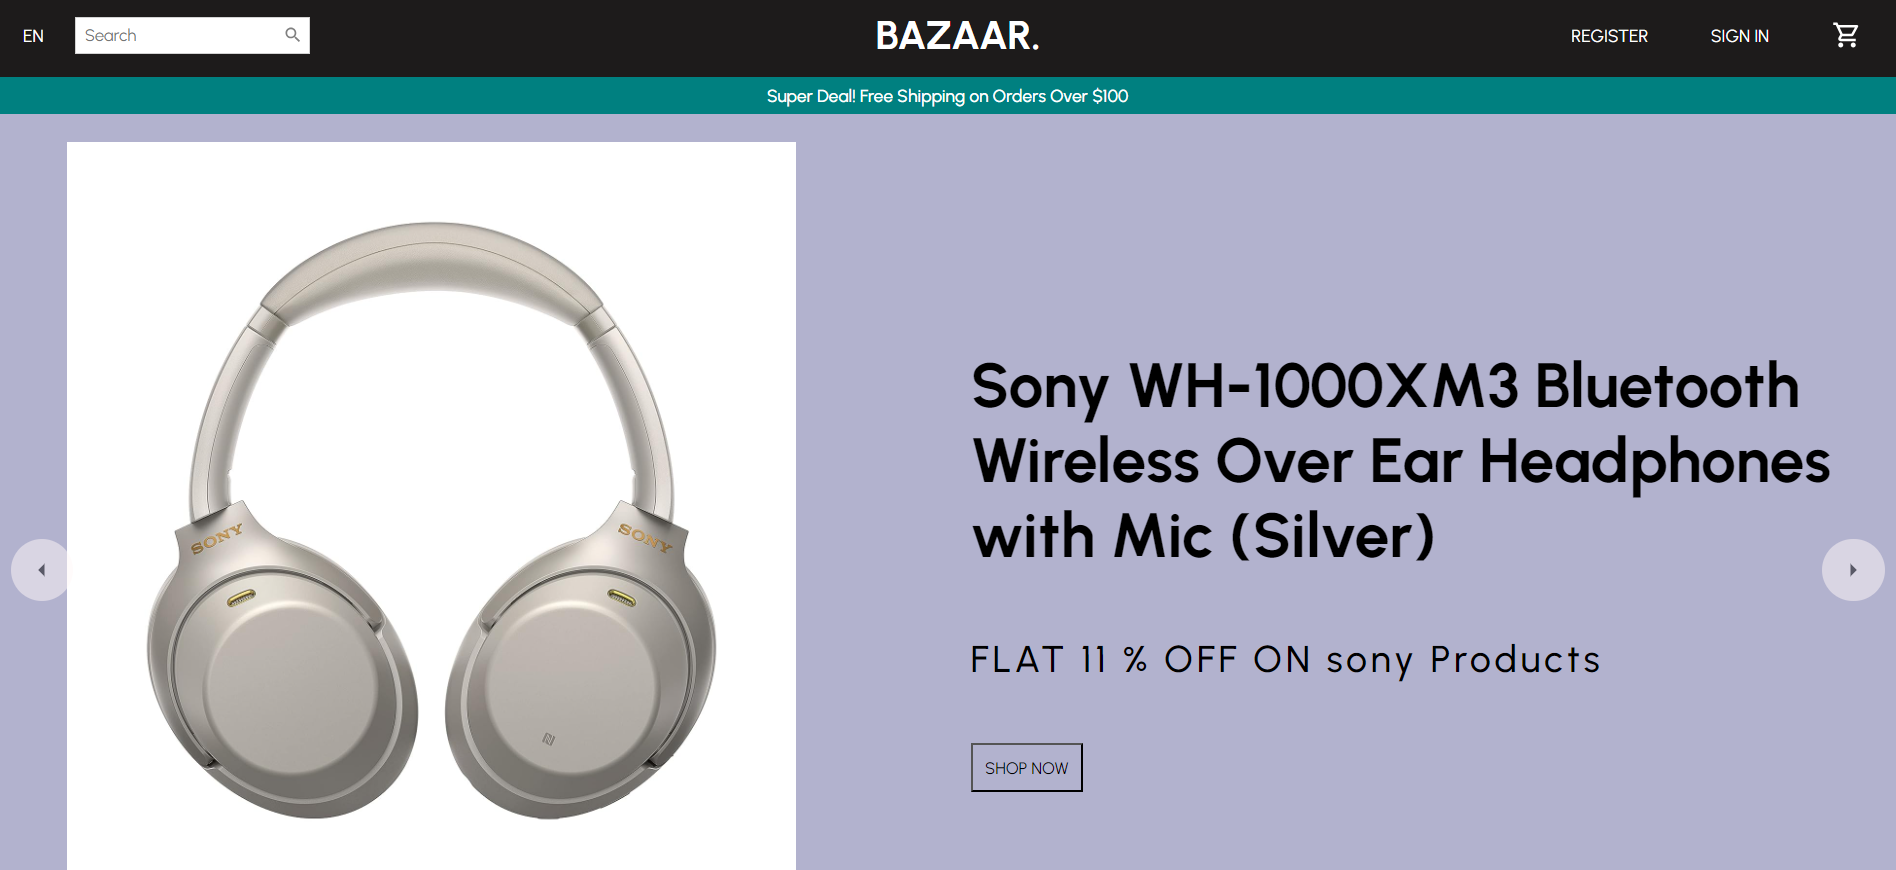 EN
Search
BAZAAR.
REGISTER
SIGN IN
Super Deal! Free Shipping on Orders Over $100
SONY
SONY
Sony WH-1000XM3 Bluetooth
Wireless Over Ear Headphones
with Mic (Silver)
FLAT 11 % OFF ON sony Products
SHOP NOW